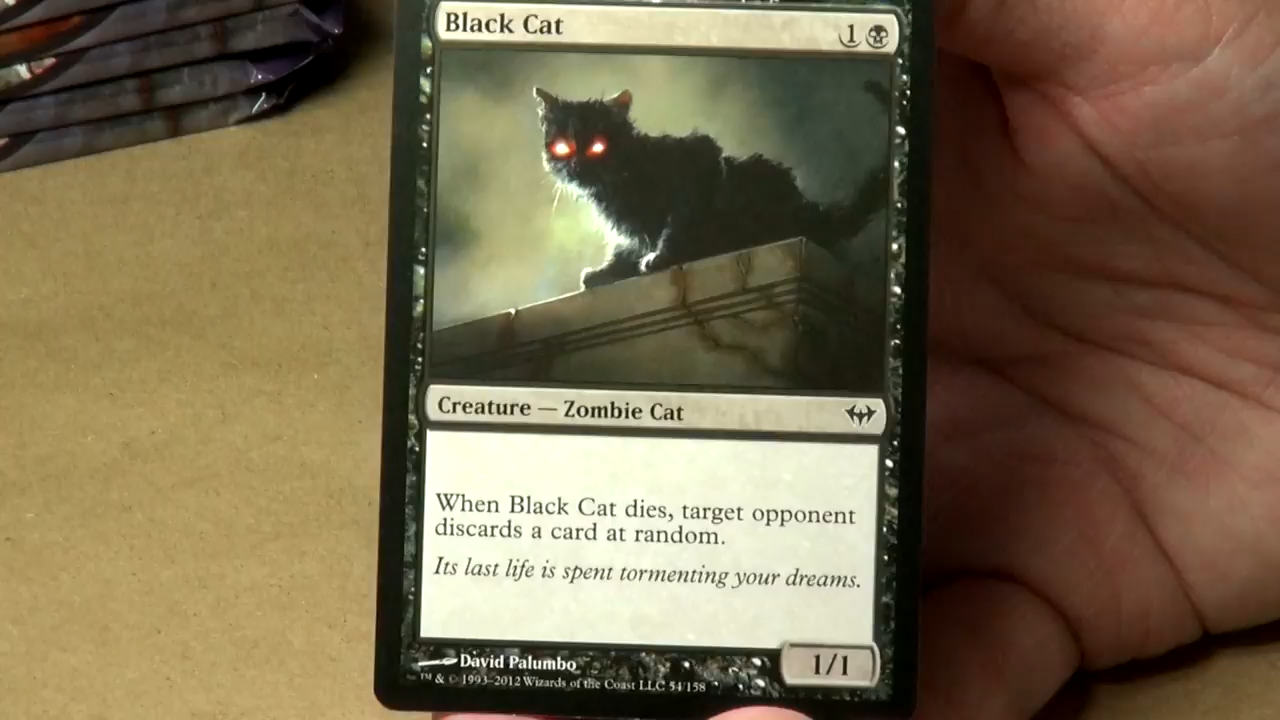 Black Cat
1
Creature — Zombie Cat
When Black Cat dies, target opponent
discards a card at random.
Its last life is spent tormenting your dreams.
1/1
David Palumbo
™ & © 1993–2012 Wizards of the Coast LLC 54/158